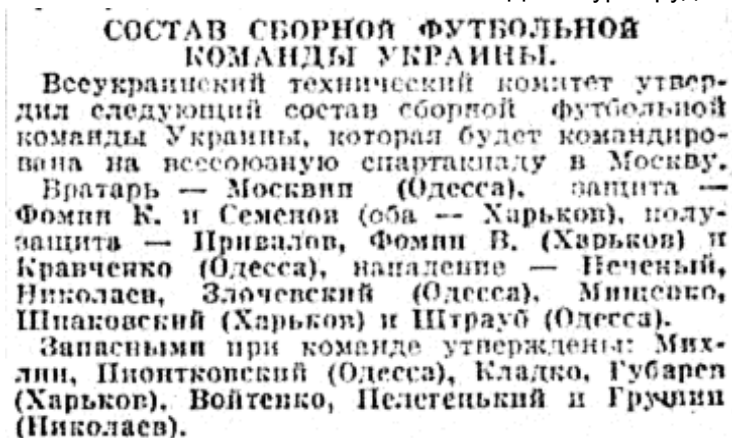 СОСТАВ СБОРНОЙ ФУТБОЛЬНОЙ
КОМАНДЫ УКРАИНЫ.
Всеукраинский технический комитет утвер-
дил следующий состав сборной футбольной
команды Украины, которая будет командиро-
вана на всесоюзную спартакиаду в Москву.
Вратарь — Москвин (Одесса), защита —
Фомин К. и Семенов (оба — Харьков), полу-
защита — Привалов, Фомин В. (Харьков) и
Кравченко (Одесса), нападение — Печеный,
Николаев, Злочевский (Одесса), Мищенко,
Шпаковский (Харьков) и Штрауб (Одесса).
Запасными при команде утверждены: Мих-
лин, Пионтковский (Одесса), Кладко, Губарев
(Харьков), Войтенко, Пелегенький и
(Николаев).